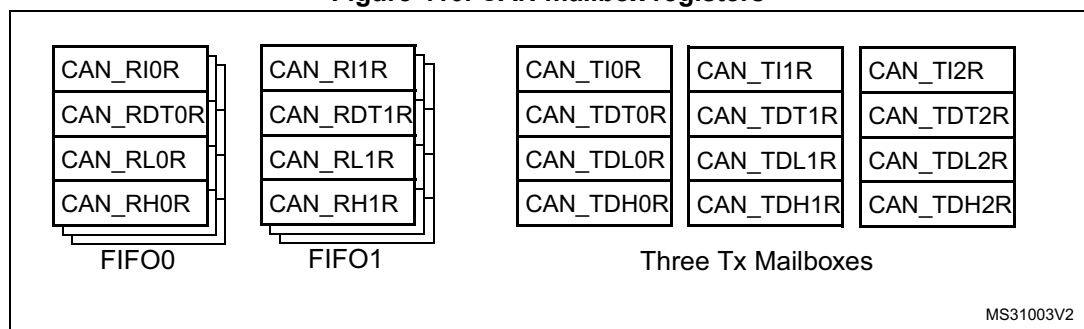 Figure CAN mailbox registers
CAN_RI0R CAN_RI1R CAN_TI0R CAN_TI1R CAN_TI2R
CAN_RDT0R CAN_RDT1R CAN_TDT0R CAN_TDT1R CAN_TDT2R
CAN_RL0R CAN_RL1R CAN_TDL0R CAN_TDL1R CAN_TDL2R
CAN_RH0R CAN_RH1R CAN_TDH0R CAN_TDH1R CAN_TDH2R
FIFO0 FIFO1 Three Tx Mailboxes
MS31003V2